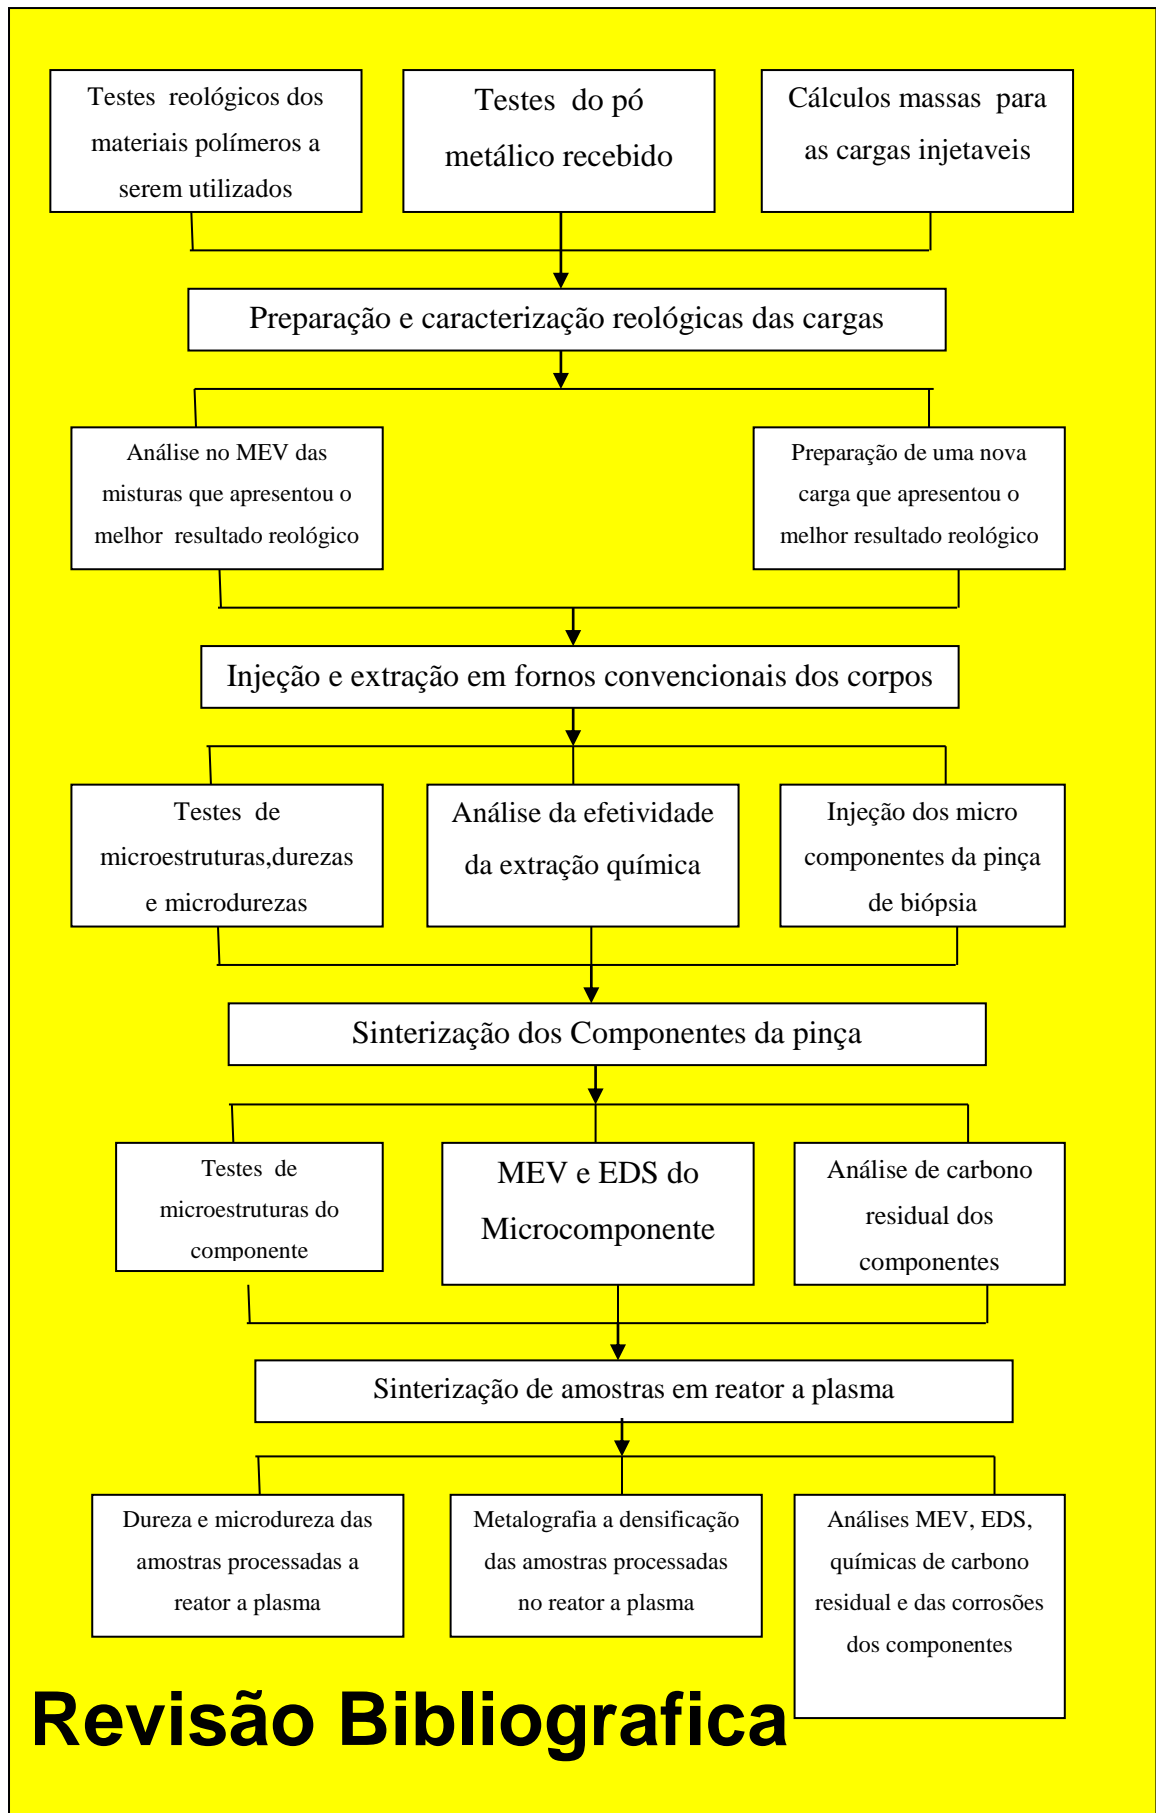 Testes reológicos dos
materiais polímeros a
serem utilizados
Testes do pó
metálico recebido
Cálculos massas para
as cargas injetaveis
Preparação e caracterização reológicas das cargas
Análise no MEV das
misturas que apresentou o
melhor resultado reológico
Preparação de uma nova
carga que apresentou o
melhor resultado reológico
Injeção e extração em fornos convencionais dos corpos
Testes de
microestruturas,durezas
e microdurezas
Análise da efetividade
da extração química
Injeção dos micro
componentes da pinça
de biópsia
Sinterização dos Componentes da pinça
Testes de
microestruturas do
componente
MEV e EDS do
Microcomponente
Análise de carbono
residual dos
componentes
Sinterização de amostras em reator a plasma
Dureza e microdureza das
amostras processadas a
reator a plasma
Metalografia a densificação
das amostras processadas
no reator a plasma
Análises MEV, EDS,
químicas de carbono
residual e das corrosões
dos componentes
Revisão Bibliografica